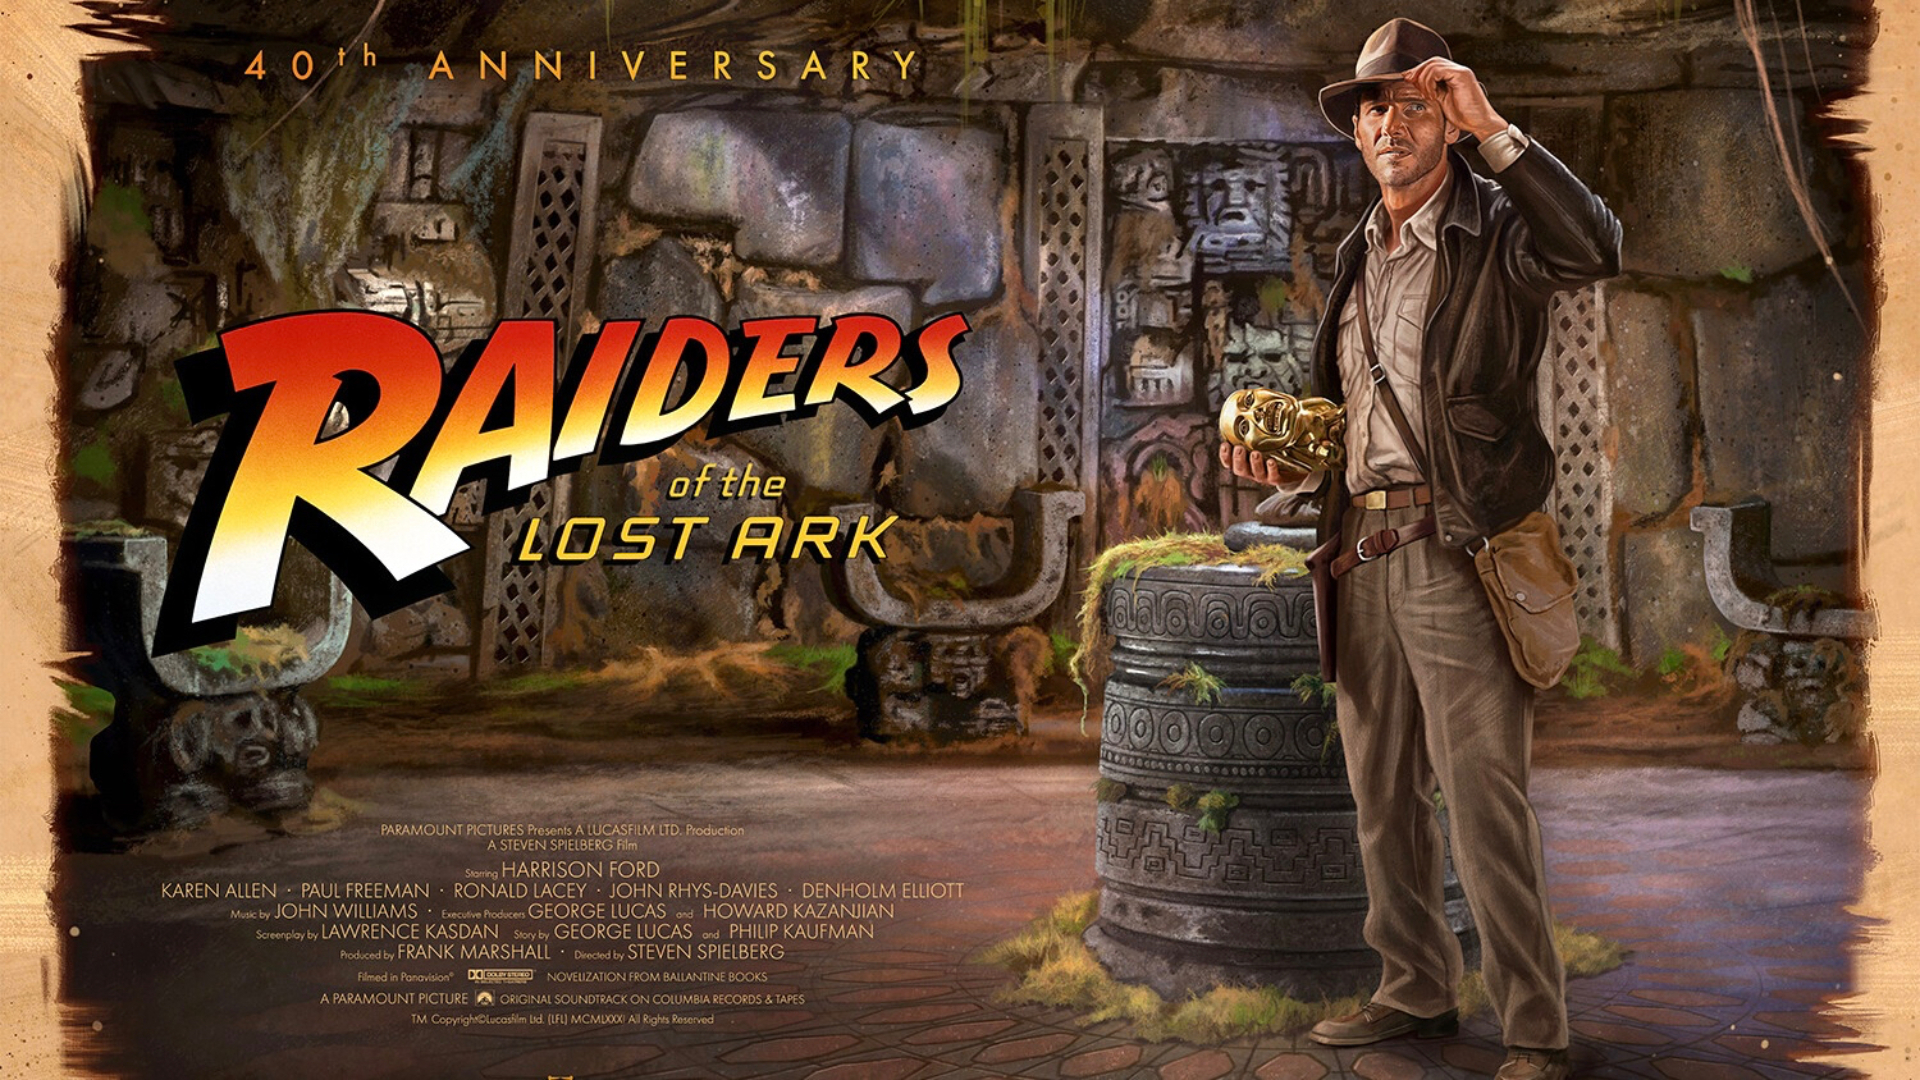 40th ANNIVERSARY
RAIDERS
of the
LOST ARK
PARAMOUNT PICTURES Presents A LUCASFILM LTD. Production
A STEVEN SPIELBERG Film
Starring HARRISON FORD
KAREN ALLEN · PAUL FREEMAN · RONALD LACEY · JOHN RHYS-DAVIES · DENHOLM ELLIOTT
Music by JOHN WILLIAMS · Executive Producers GEORGE LUCAS and HOWARD KAZANJIAN
Screenplay by LAWRENCE KASDAN Story by GEORGE LUCAS and PHILIP KAUFMAN
Produced by FRANK MARSHALL · Directed by STEVEN SPIELBERG
Filmed in Panavision® DOLBY STEREO NOVELIZATION FROM BALLANTINE BOOKS
A PARAMOUNT PICTURE ORIGINAL SOUNDTRACK ON COLUMBIA RECORDS & TAPES
TM Copyright©Lucasfilm Ltd. (LFL) MCMLXXXI All Rights Reserved